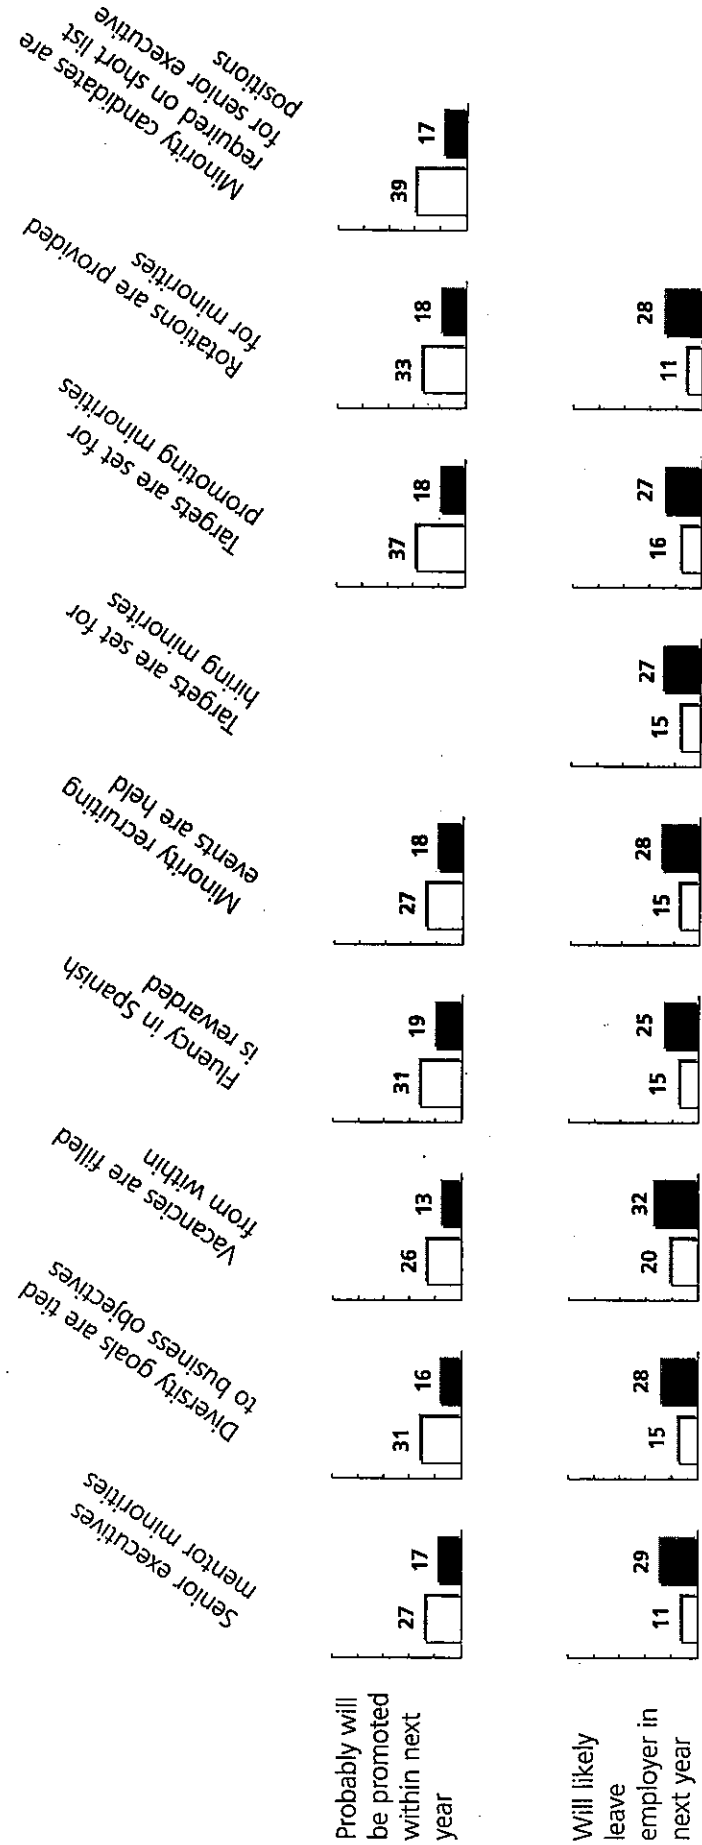 Senior executives
mentor minorities
Diversity goals are tied
to business objectives
Vacancies are filled
from within
Fluency in Spanish
is rewarded
Minority recruiting
events are held
Targets are set for
hiring minorites
Targets are set for
promoting minorities
Rotations are provided
for minorities
Minority candidates are
required on short list
for senior executive
positions
Probably will
be promoted
within next
year
27 17
31 16
26 13
31 19
27 18
37 18
33 18
39 17
Will likely
leave
employer in
next year
11 29
15 28
20 32
15 25
15 28
15 27
16 27
11 28